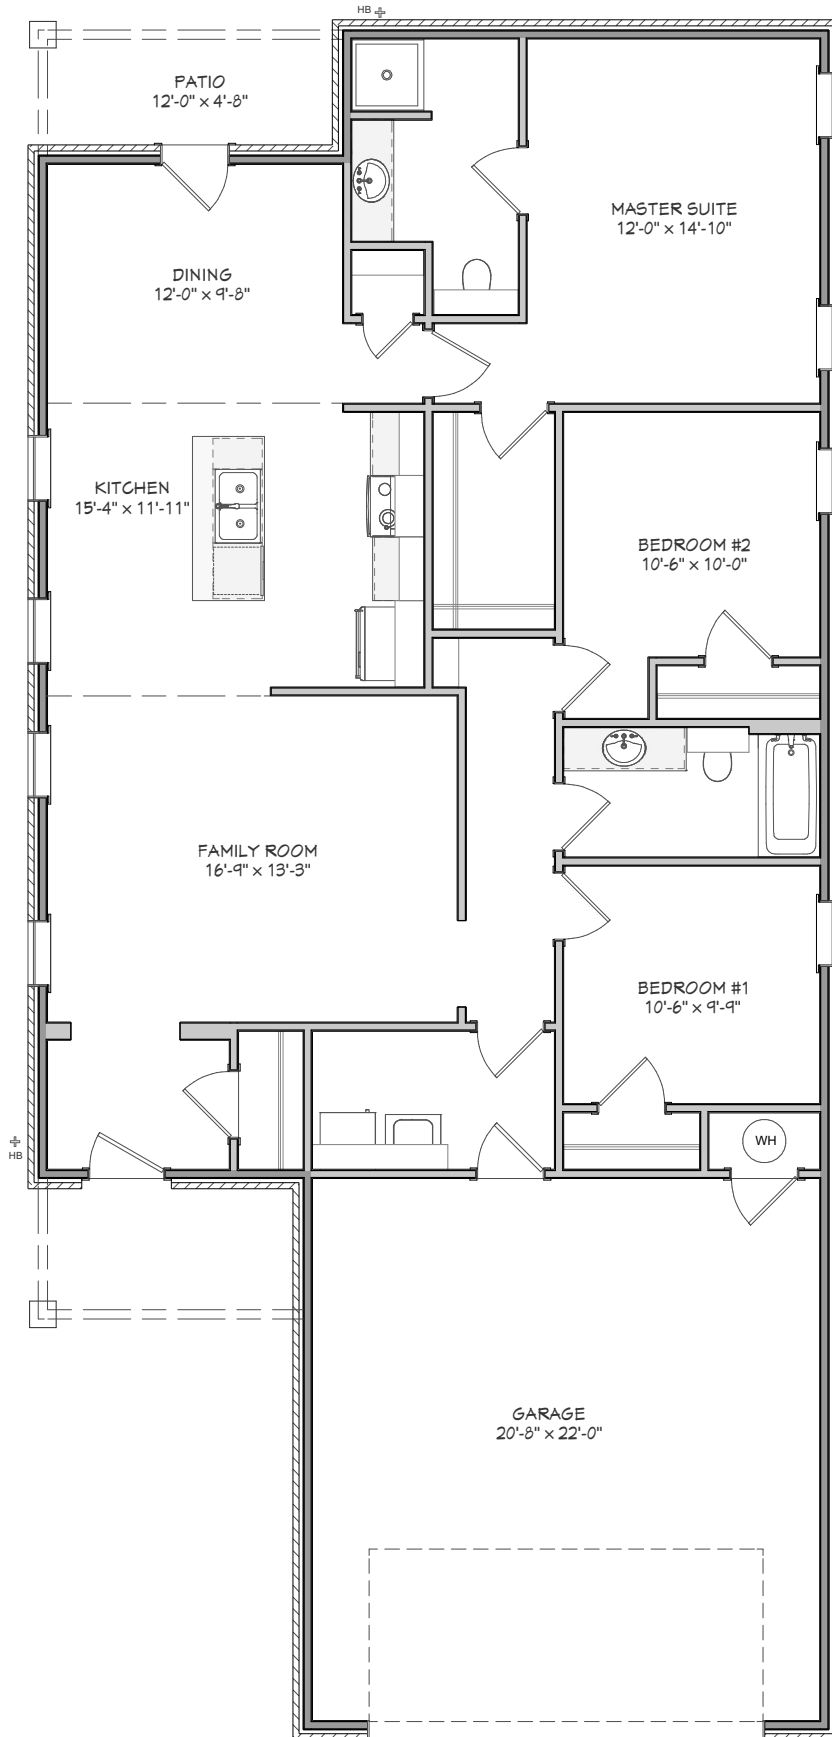 HB
PATIO
12'-0" x 4'-8"
MASTER SUITE
12'-0" x 14'-10"
DINING
12'-0" x 9'-8"
KITCHEN
15'-4" x 11'-11"
BEDROOM #2
10'-6" x 10'-0"
FAMILY ROOM
16'-9" x 13'-3"
BEDROOM #1
10'-6" x 9'-9"
WH
HB
GARAGE
20'-8" x 22'-0"